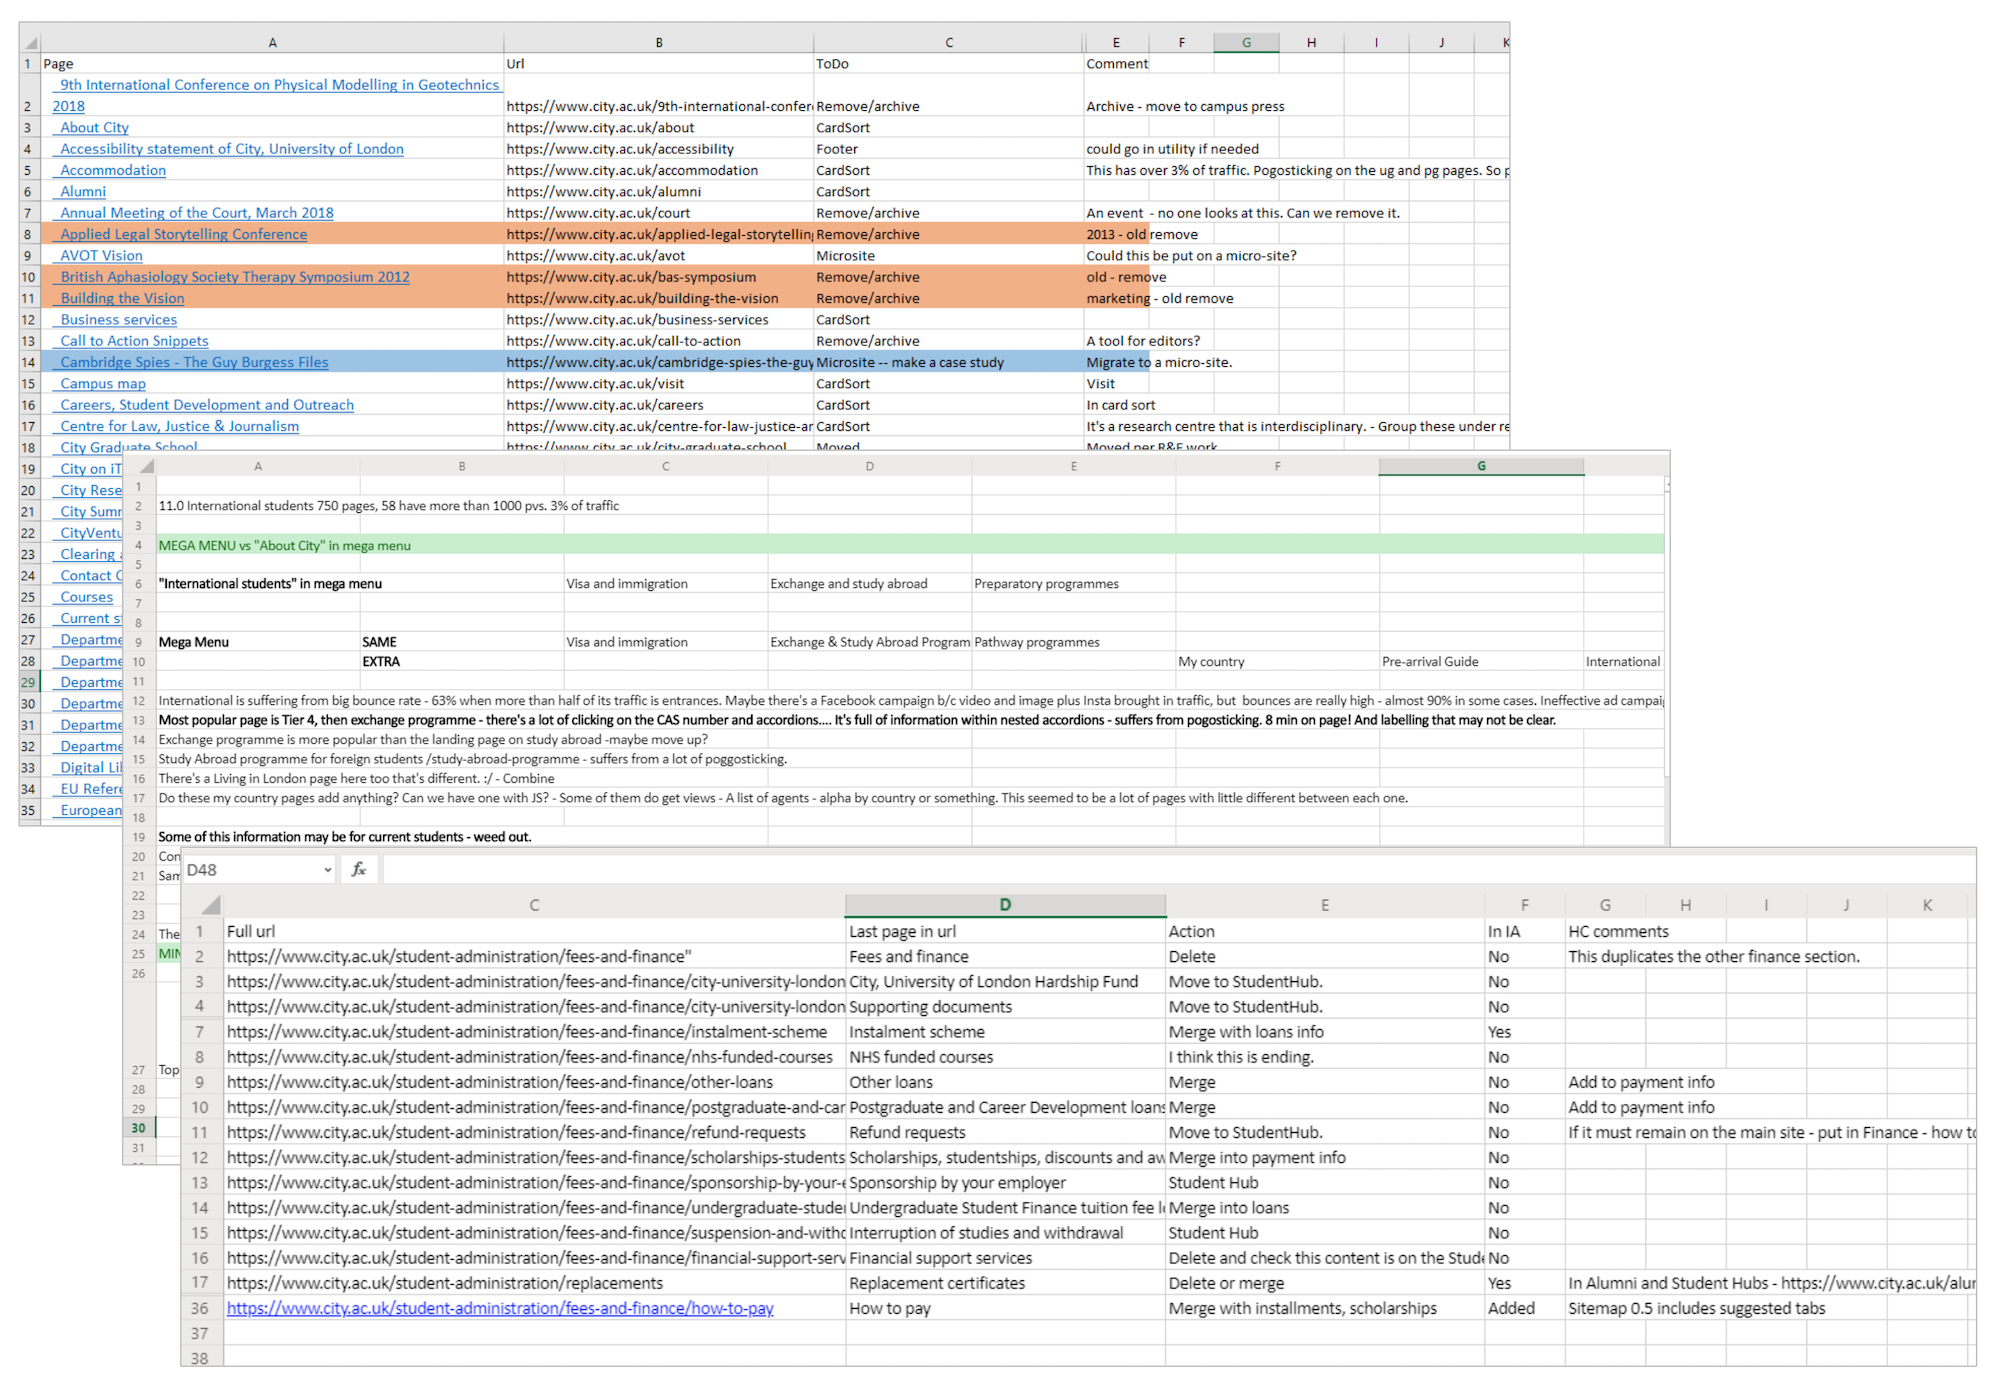 A B C E F G H I J K
1 Page Url ToDo Comment
9th International Conference on Physical Modelling in Geotechnics
2 2018 https://www.city.ac.uk/9th-international-confer Remove/archive Archive - move to campus press
3 About City https://www.city.ac.uk/about CardSort
4 Accessibility statement of City, University of London https://www.city.ac.uk/accessibility Footer could go in utility if needed
5 Accommodation https://www.city.ac.uk/accommodation CardSort This has over 3% of traffic. Pogosticking on the ug and pg pages. So p
6 Alumni https://www.city.ac.uk/alumni CardSort
7 Annual Meeting of the Court, March 2018 https://www.city.ac.uk/court Remove/archive An event - no one looks at this. Can we remove it.
8 Applied Legal Storytelling Conference https://www.city.ac.uk/applied-legal-storytelling Remove/archive 2013 - old remove
9 AVOT Vision https://www.city.ac.uk/avot Microsite Could this be put on a micro-site?
10 British Aphasiology Society Therapy Symposium 2012 https://www.city.ac.uk/bas-symposium Remove/archive old - remove
11 Building the Vision https://www.city.ac.uk/building-the-vision Remove/archive marketing - old remove
12 Business services https://www.city.ac.uk/business-services CardSort
13 Call to Action Snippets https://www.city.ac.uk/call-to-action Remove/archive A tool for editors?
14 Cambridge Spies - The Guy Burgess Files https://www.city.ac.uk/cambridge-spies-the-guy Microsite -- make a case study Migrate to a micro-site.
15 Campus map https://www.city.ac.uk/visit CardSort Visit
16 Careers, Student Development and Outreach https://www.city.ac.uk/careers CardSort In card sort
17 Centre for Law, Justice & Journalism https://www.city.ac.uk/centre-for-law-justice-ar CardSort It's a research centre that is interdisciplinary. - Group these under re
18 City Graduate School https://www.city.ac.uk/city-graduate-school Moved Moved per R&E work
19 City on iT
20 City Rese
21 City Sumr
22 CityVentu
23 Clearing a
24 Contact C
25 Courses
26 Current st
27 Departme
28 Departme
29 Departme
30 Departme
31 Departme
32 Departme
33 Digital Lil
34 EU Refere
35 European
A B C D E F G
1
2 11.0 International students 750 pages, 58 have more than 1000 pvs. 3% of traffic
3
4 MEGA MENU vs "About City" in mega menu
5
6 "International students" in mega menu Visa and immigration Exchange and study abroad Preparatory programmes
7
8
9 Mega Menu SAME Visa and immigration Exchange & Study Abroad Program Pathway programmes
10 EXTRA My country Pre-arrival Guide International
11
12 International is suffering from big bounce rate - 63% when more than half of its traffic is entrances. Maybe there's a Facebook campaign b/c video and image plus Insta brought in traffic, but bounces are really high - almost 90% in some cases. Ineffective ad campai
13 Most popular page is Tier 4, then exchange programme - there's a lot of clicking on the CAS number and accordions.... It's full of information within nested accordions - suffers from pogosticking. 8 min on page! And labelling that may not be clear.
14 Exchange programme is more popular than the landing page on study abroad -maybe move up?
15 Study Abroad programme for foreign students /study-abroad-programme - suffers from a lot of poggosticking.
16 There's a Living in London page here too that's different. :/ - Combine
17 Do these my country pages add anything? Can we have one with JS? - Some of them do get views - A list of agents - alpha by country or something. This seemed to be a lot of pages with little different between each one.
18
19 Some of this information may be for current students - weed out.
20 Con
21 Sam
22
23
24 The
25 MIN
26
27 Top
28
29
30
31
D48 fx
C D E F G H I J K
1 Full url Last page in url Action In IA HC comments
2 https://www.city.ac.uk/student-administration/fees-and-finance" Fees and finance Delete No This duplicates the other finance section.
3 https://www.city.ac.uk/student-administration/fees-and-finance/city-university-london City, University of London Hardship Fund Move to StudentHub. No
4 https://www.city.ac.uk/student-administration/fees-and-finance/city-university-london Supporting documents Move to StudentHub. No
7 https://www.city.ac.uk/student-administration/fees-and-finance/instalment-scheme Instalment scheme Merge with loans info Yes
8 https://www.city.ac.uk/student-administration/fees-and-finance/nhs-funded-courses NHS funded courses I think this is ending. No
9 https://www.city.ac.uk/student-administration/fees-and-finance/other-loans Other loans Merge No Add to payment info
10 https://www.city.ac.uk/student-administration/fees-and-finance/postgraduate-and-car Postgraduate and Career Development loans Merge No Add to payment info
11 https://www.city.ac.uk/student-administration/fees-and-finance/refund-requests Refund requests Move to StudentHub. No If it must remain on the main site - put in Finance - how to
12 https://www.city.ac.uk/student-administration/fees-and-finance/scholarships-students Scholarships, studentships, discounts and aw Merge into payment info No
13 https://www.city.ac.uk/student-administration/fees-and-finance/sponsorship-by-your-e Sponsorship by your employer Student Hub No
14 https://www.city.ac.uk/student-administration/fees-and-finance/undergraduate-studen Undergraduate Student Finance tuition fee l Merge into loans No
15 https://www.city.ac.uk/student-administration/fees-and-finance/suspension-and-withd Interruption of studies and withdrawal Student Hub No
16 https://www.city.ac.uk/student-administration/fees-and-finance/financial-support-serv Financial support services Delete and check this content is on the Stude No
17 https://www.city.ac.uk/student-administration/replacements Replacement certificates Delete or merge Yes In Alumni and Student Hubs - https://www.city.ac.uk/alur
36 https://www.city.ac.uk/student-administration/fees-and-finance/how-to-pay How to pay Merge with installments, scholarships Added Sitemap 0.5 includes suggested tabs
37
38